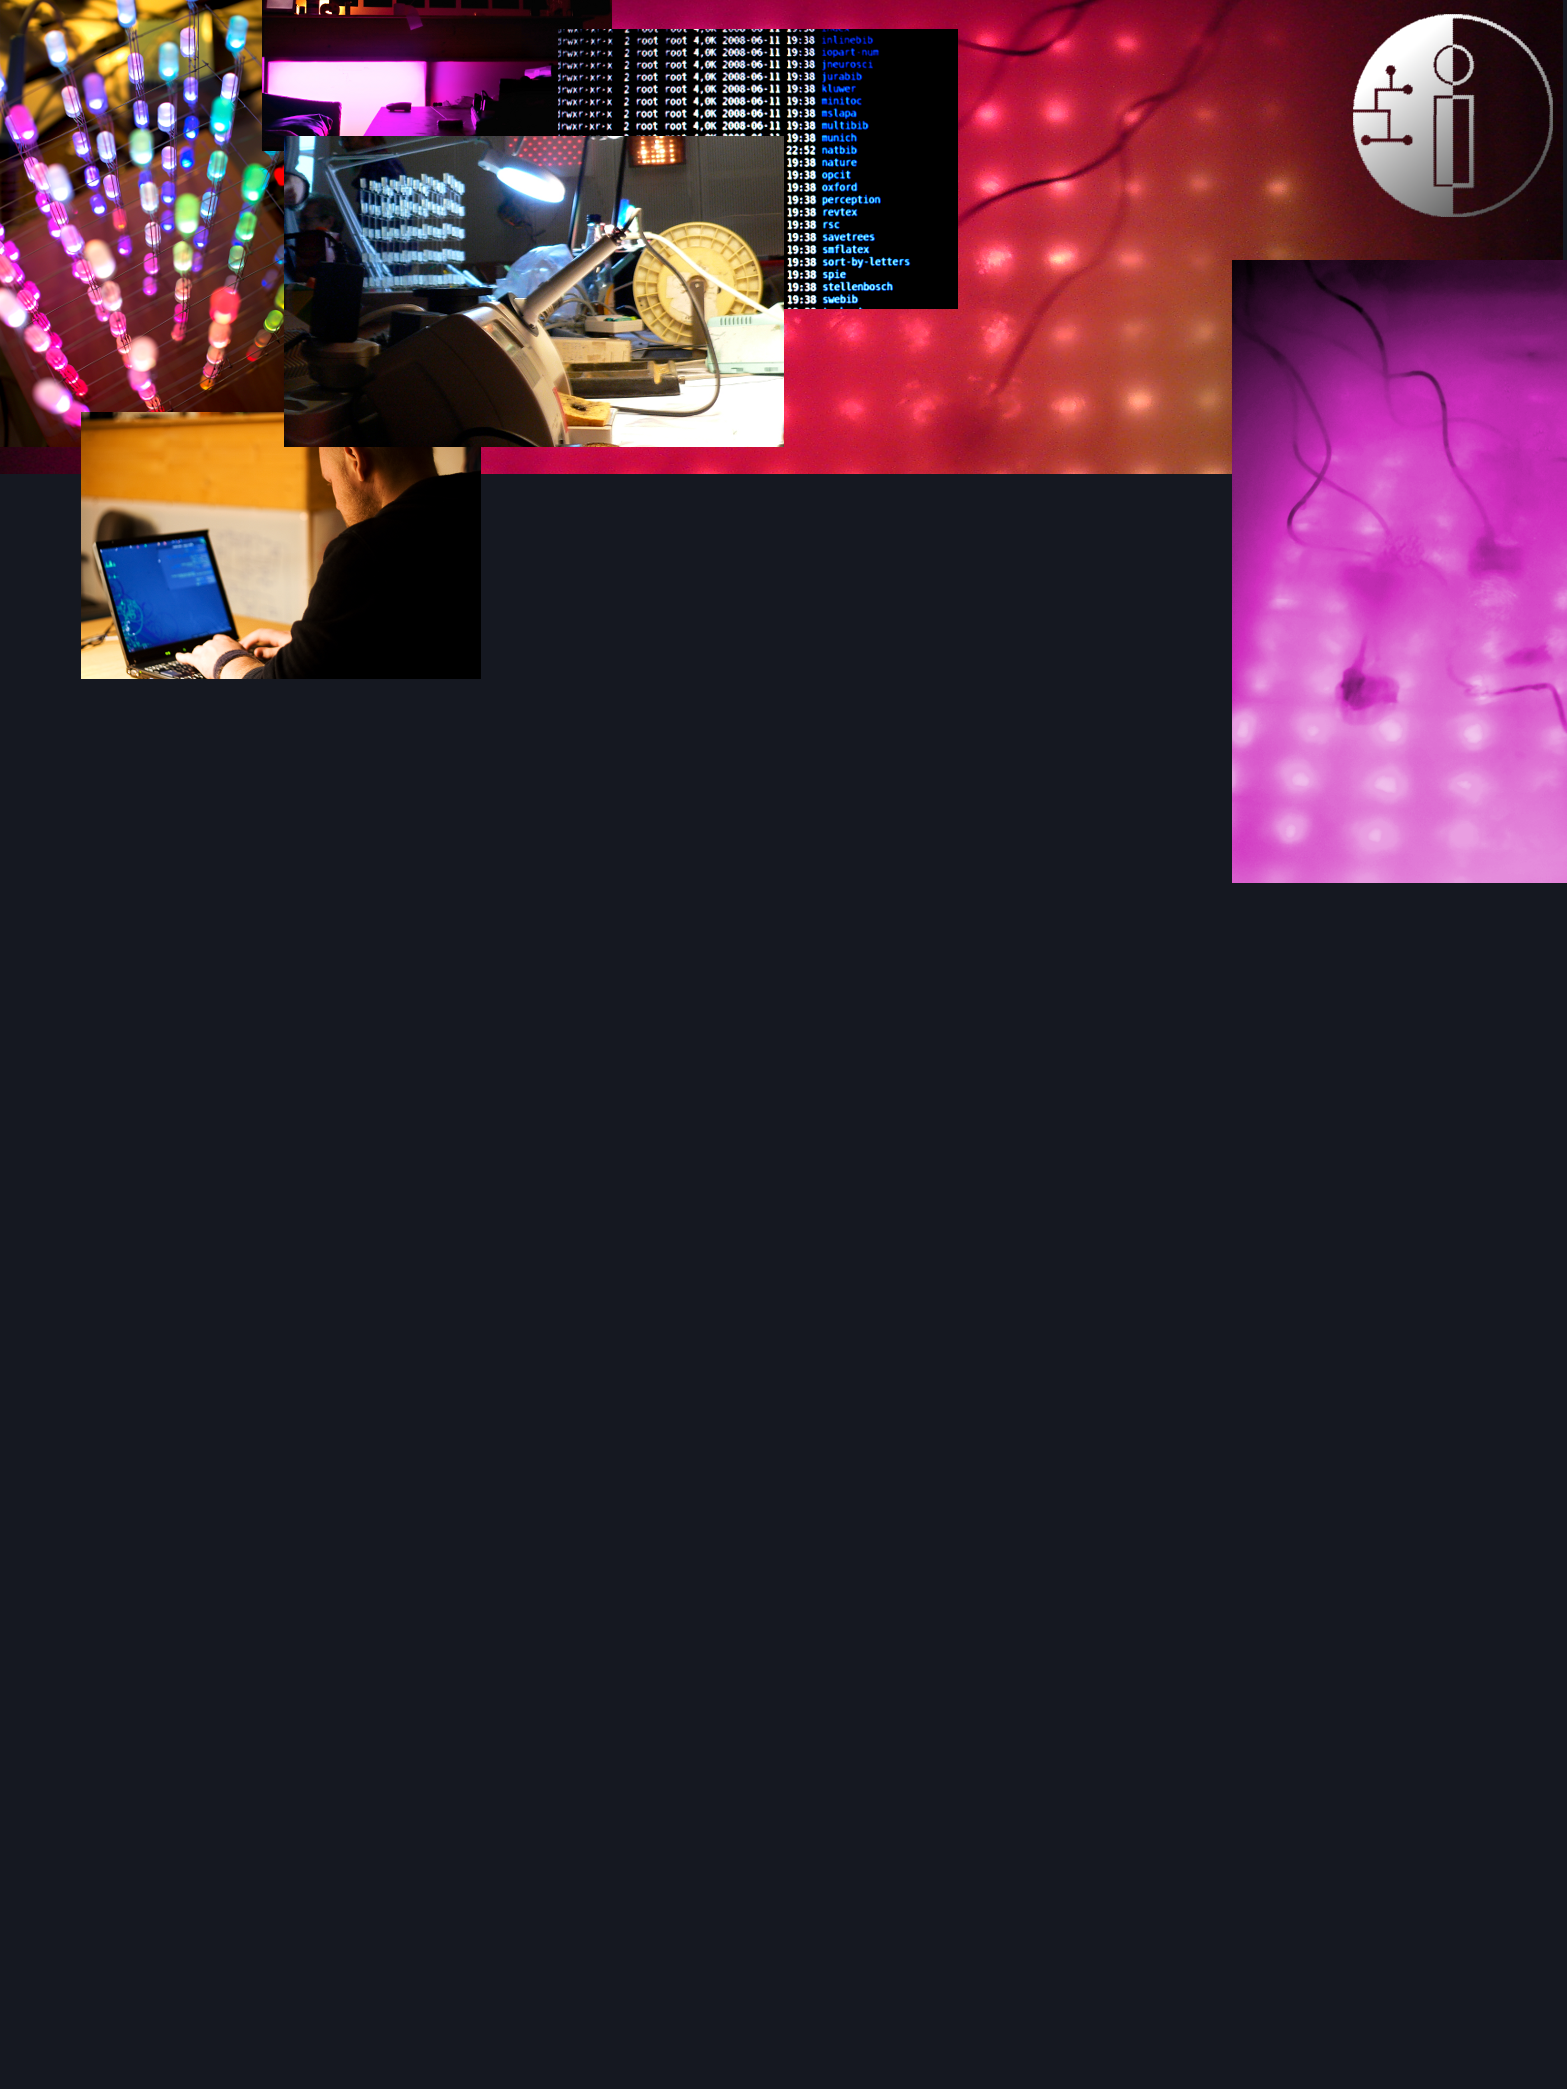 drwxr-xr-x 2 root root 4,0K 2008-06-11 19:38 inlinebib
drwxr-xr-x 2 root root 4,0K 2008-06-11 19:38 iopart-num
drwxr-xr-x 2 root root 4,0K 2008-06-11 19:38 jneurosci
drwxr-xr-x 2 root root 4,0K 2008-06-11 19:38 jurabib
drwxr-xr-x 2 root root 4,0K 2008-06-11 19:38 kluwer
drwxr-xr-x 2 root root 4,0K 2008-06-11 19:38 minitoc
drwxr-xr-x 2 root root 4,0K 2008-06-11 19:38 mslapa
drwxr-xr-x 2 root root 4,0K 2008-06-11 19:38 multibib
19:38 munich
22:52 natbib
19:38 nature
19:38 opcit
19:38 oxford
19:38 perception
19:38 revtex
19:38 rsc
19:38 savetrees
19:38 smflatex
19:38 sort-by-letters
19:38 spie
19:38 stellenbosch
19:38 swebib